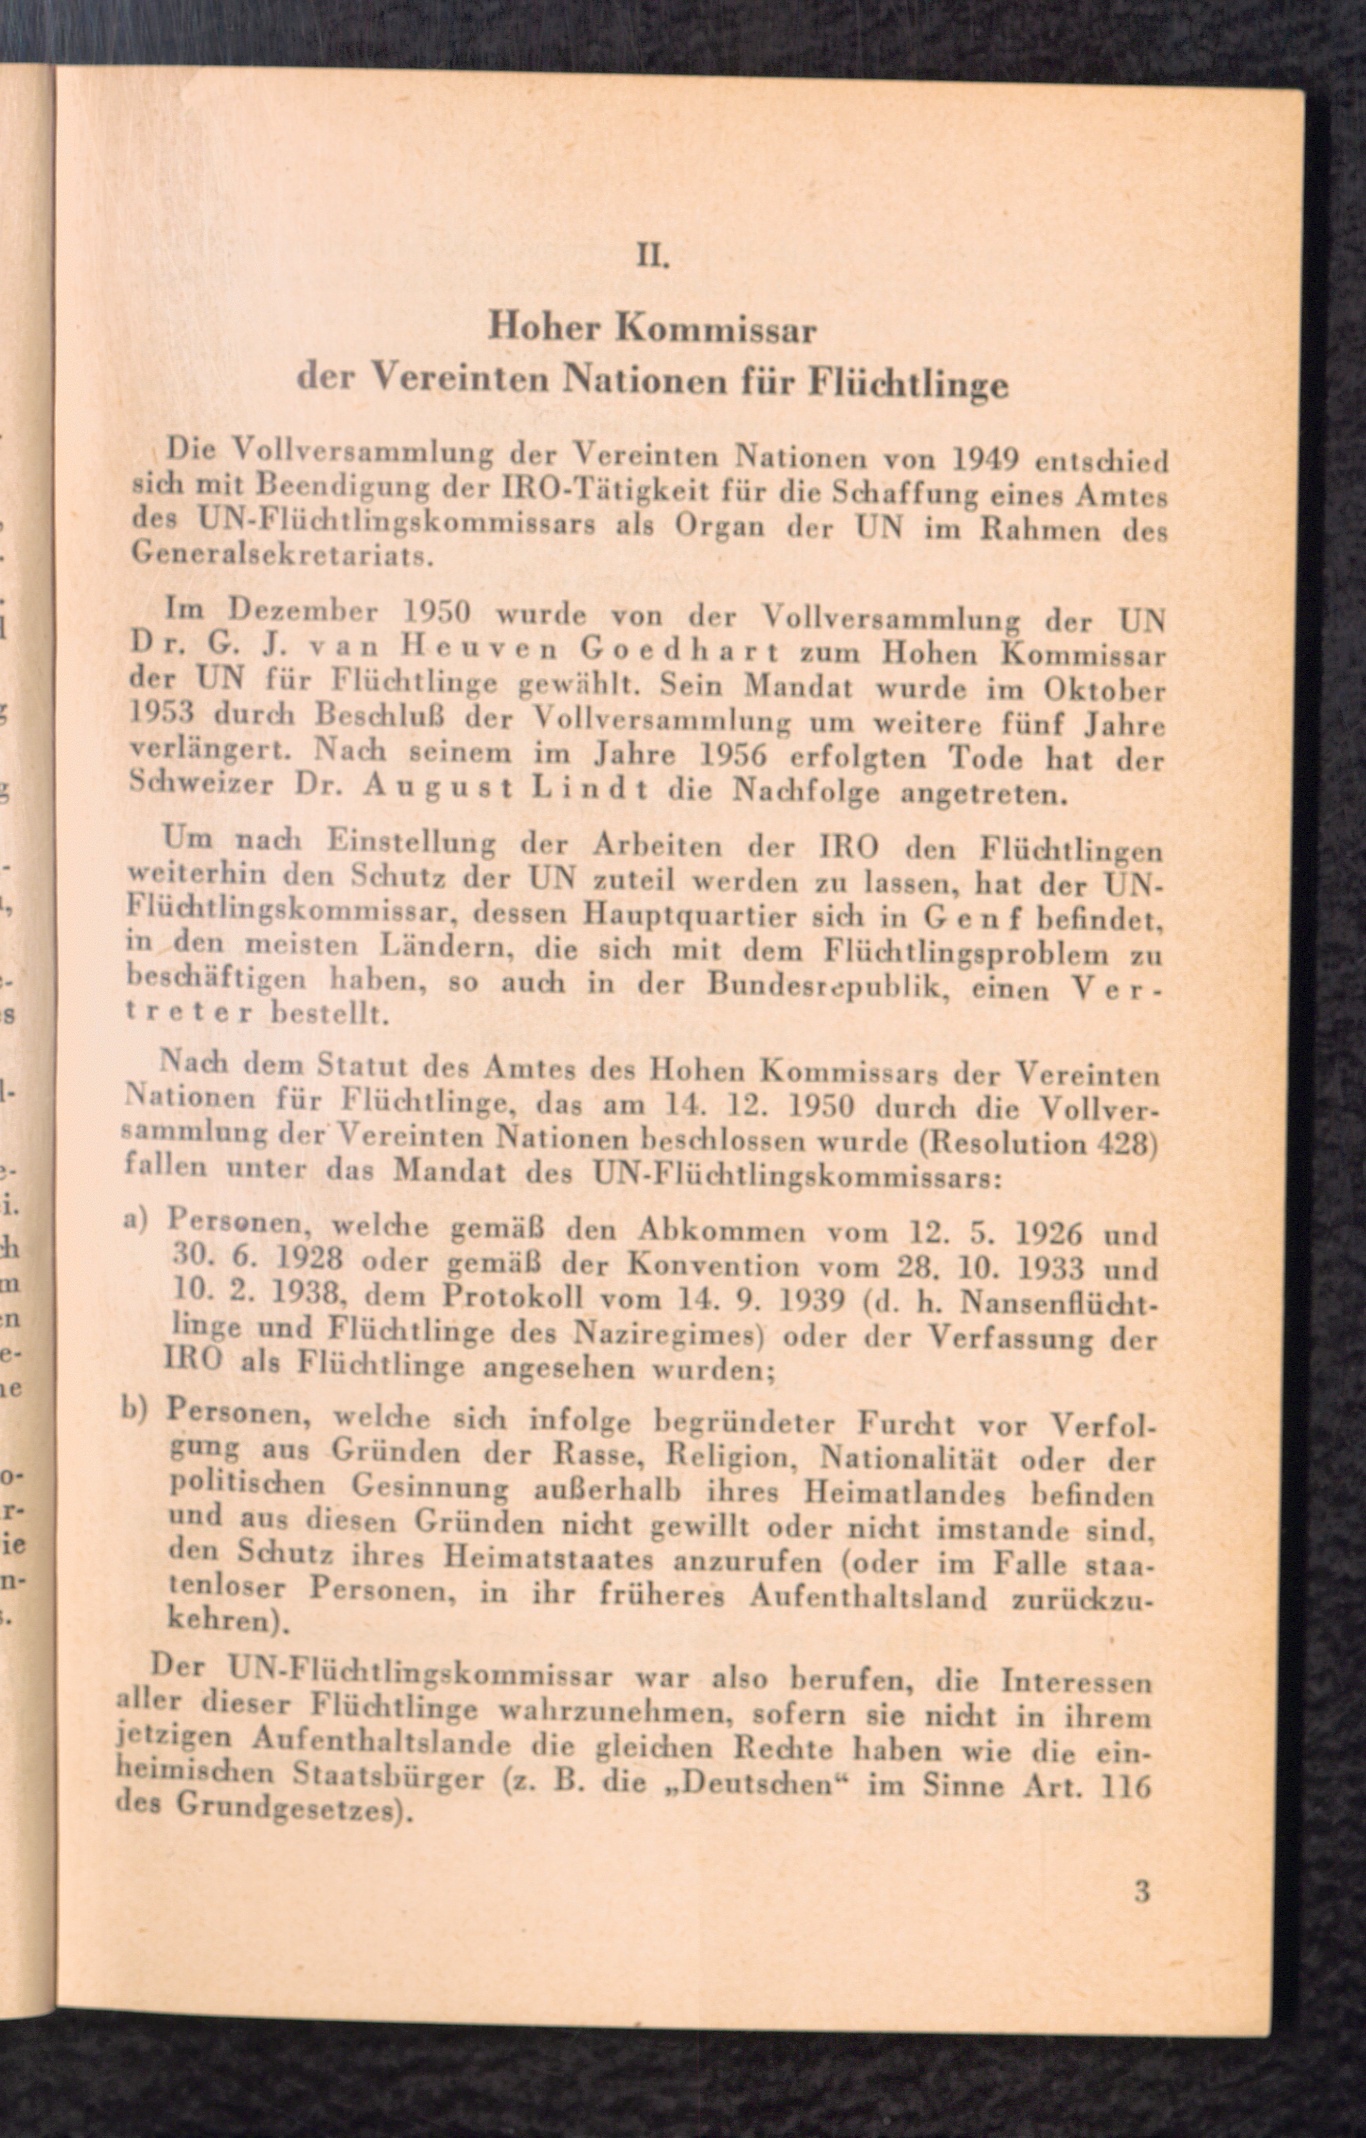 II.
Hoher Kommissar
der Vereinten Nationen für Flüchtlinge
Die Vollversammlung der Vereinten Nationen von 1949 entschied
sich mit Beendigung der IRO-Tätigkeit für die Schaffung eines Amtes
des UN-Flüchtlingskommissars als Organ der UN im Rahmen des
Generalsekretariats.
Im Dezember 1950 wurde von der Vollversammlung der UN
Dr. G. J. van Heuven Goedhart zum Hohen Kommissar
der UN für Flüchtlinge gewählt. Sein Mandat wurde im Oktober
1953 durch Beschluß der Vollversammlung um weitere fünf Jahre
verlängert. Nach seinem im Jahre 1956 erfolgten Tode hat der
Schweizer Dr. August Lindt die Nachfolge angetreten.
Um nach Einstellung der Arbeiten der IRO den Flüchtlingen
weiterhin den Schutz der UN zuteil werden zu lassen, hat der UN-
Flüchtlingskommissar, dessen Hauptquartier sich in Genf befindet,
in den meisten Ländern, die sich mit dem Flüchtlingsproblem zu
beschäftigen haben, so auch in der Bundesrepublik, einen Ver-
treter bestellt.
Nach dem Statut des Amtes des Hohen Kommissars der Vereinten
Nationen für Flüchtlinge, das am 14. 12. 1950 durch die Vollver-
sammlung der Vereinten Nationen beschlossen wurde (Resolution 428)
fallen unter das Mandat des UN-Flüchtlingskommissars:
a) Personen, welche gemäß den Abkommen vom 12. 5. 1926 und
30. 6. 1928 oder gemäß der Konvention vom 28. 10. 1933 und
10. 2. 1938, dem Protokoll vom 14. 9. 1939 (d. h. Nansenflücht-
linge und Flüchtlinge des Naziregimes) oder der Verfassung der
IRO als Flüchtlinge angesehen wurden;
b) Personen, welche sich infolge begründeter Furcht vor Verfol-
gung aus Gründen der Rasse, Religion, Nationalität oder der
politischen Gesinnung außerhalb ihres Heimatlandes befinden
und aus diesen Gründen nicht gewillt oder nicht imstande sind,
den Schutz ihres Heimatstaates anzurufen (oder im Falle staa-
tenloser Personen, in ihr früheres Aufenthaltsland zurückzu-
kehren).
Der UN-Flüchtlingskommissar war also berufen, die Interessen
aller dieser Flüchtlinge wahrzunehmen, sofern sie nicht in ihrem
jetzigen Aufenthaltslande die gleichen Rechte haben wie die ein-
heimischen Staatsbürger (z. B. die „Deutschen“ im Sinne Art. 116
des Grundgesetzes).
3